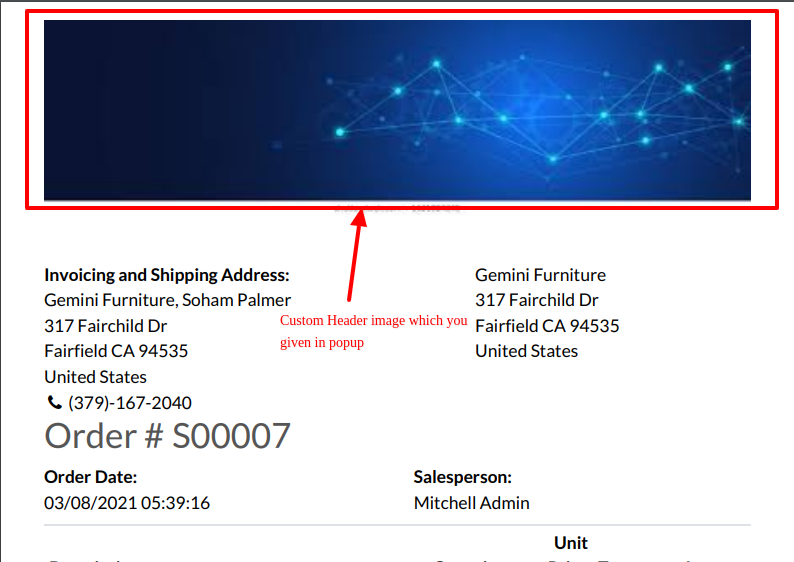 Invoicing and Shipping Address:
Gemini Furniture, Soham Palmer
317 Fairchild Dr
Fairfield CA 94535
United States
(379)-167-2040
Gemini Furniture
317 Fairchild Dr
Fairfield CA 94535
United States
Custom Header image which you
given in popup
Order # S00007
Order Date:
03/08/2021 05:39:16
Salesperson:
Mitchell Admin
Unit